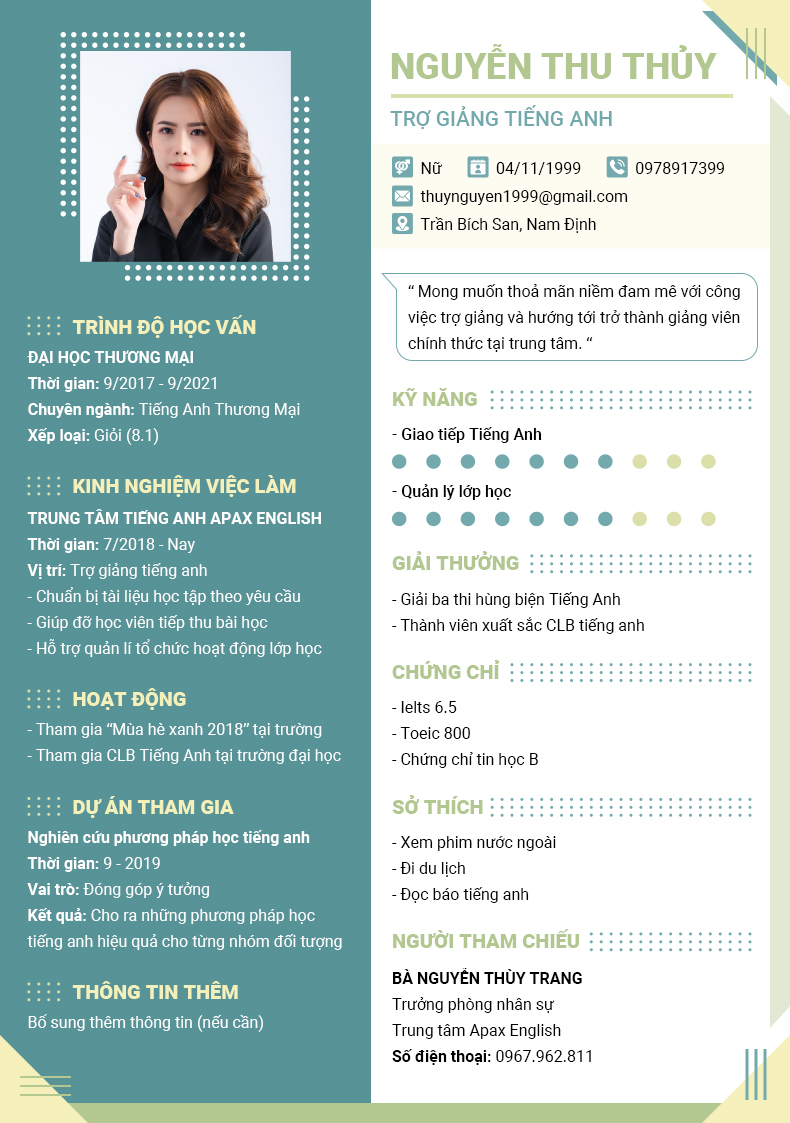 NGUYỄN THU THỦY
TRỢ GIẢNG TIẾNG ANH
Nữ 04/11/1999 0978917399
thuynguyen1999@gmail.com
Trần Bích San, Nam Định
“ Mong muốn thoả mãn niềm đam mê với công
việc trợ giảng và hướng tới trở thành giảng viên
chính thức tại trung tâm. “
TRÌNH ĐỘ HỌC VẤN
ĐẠI HỌC THƯƠNG MẠI
Thời gian: 9/2017 - 9/2021
Chuyên ngành: Tiếng Anh Thương Mại
Xếp loại: Giỏi (8.1)
KINH NGHIỆM VIỆC LÀM
TRUNG TÂM TIẾNG ANH APAX ENGLISH
Thời gian: 7/2018 - Nay
Vị trí: Trợ giảng tiếng anh
- Chuẩn bị tài liệu học tập theo yêu cầu
- Giúp đỡ học viên tiếp thu bài học
- Hỗ trợ quản lí tổ chức hoạt động lớp học
HOẠT ĐỘNG
- Tham gia “Mùa hè xanh 2018” tại trường
- Tham gia CLB Tiếng Anh tại trường đại học
DỰ ÁN THAM GIA
Nghiên cứu phương pháp học tiếng anh
Thời gian: 9 - 2019
Vai trò: Đóng góp ý tưởng
Kết quả: Cho ra những phương pháp học
tiếng anh hiệu quả cho từng nhóm đối tượng
THÔNG TIN THÊM
Bổ sung thêm thông tin (nếu cần)
KỸ NĂNG
- Giao tiếp Tiếng Anh
- Quản lý lớp học
GIẢI THƯỞNG
- Giải ba thi hùng biện Tiếng Anh
- Thành viên xuất sắc CLB tiếng anh
CHỨNG CHỈ
- Ielts 6.5
- Toeic 800
- Chứng chỉ tin học B
SỞ THÍCH
- Xem phim nước ngoài
- Đi du lịch
- Đọc báo tiếng anh
NGƯỜI THAM CHIẾU
BÀ NGUYỄN THÙY TRANG
Trưởng phòng nhân sự
Trung tâm Apax English
Số điện thoại: 0967.962.811